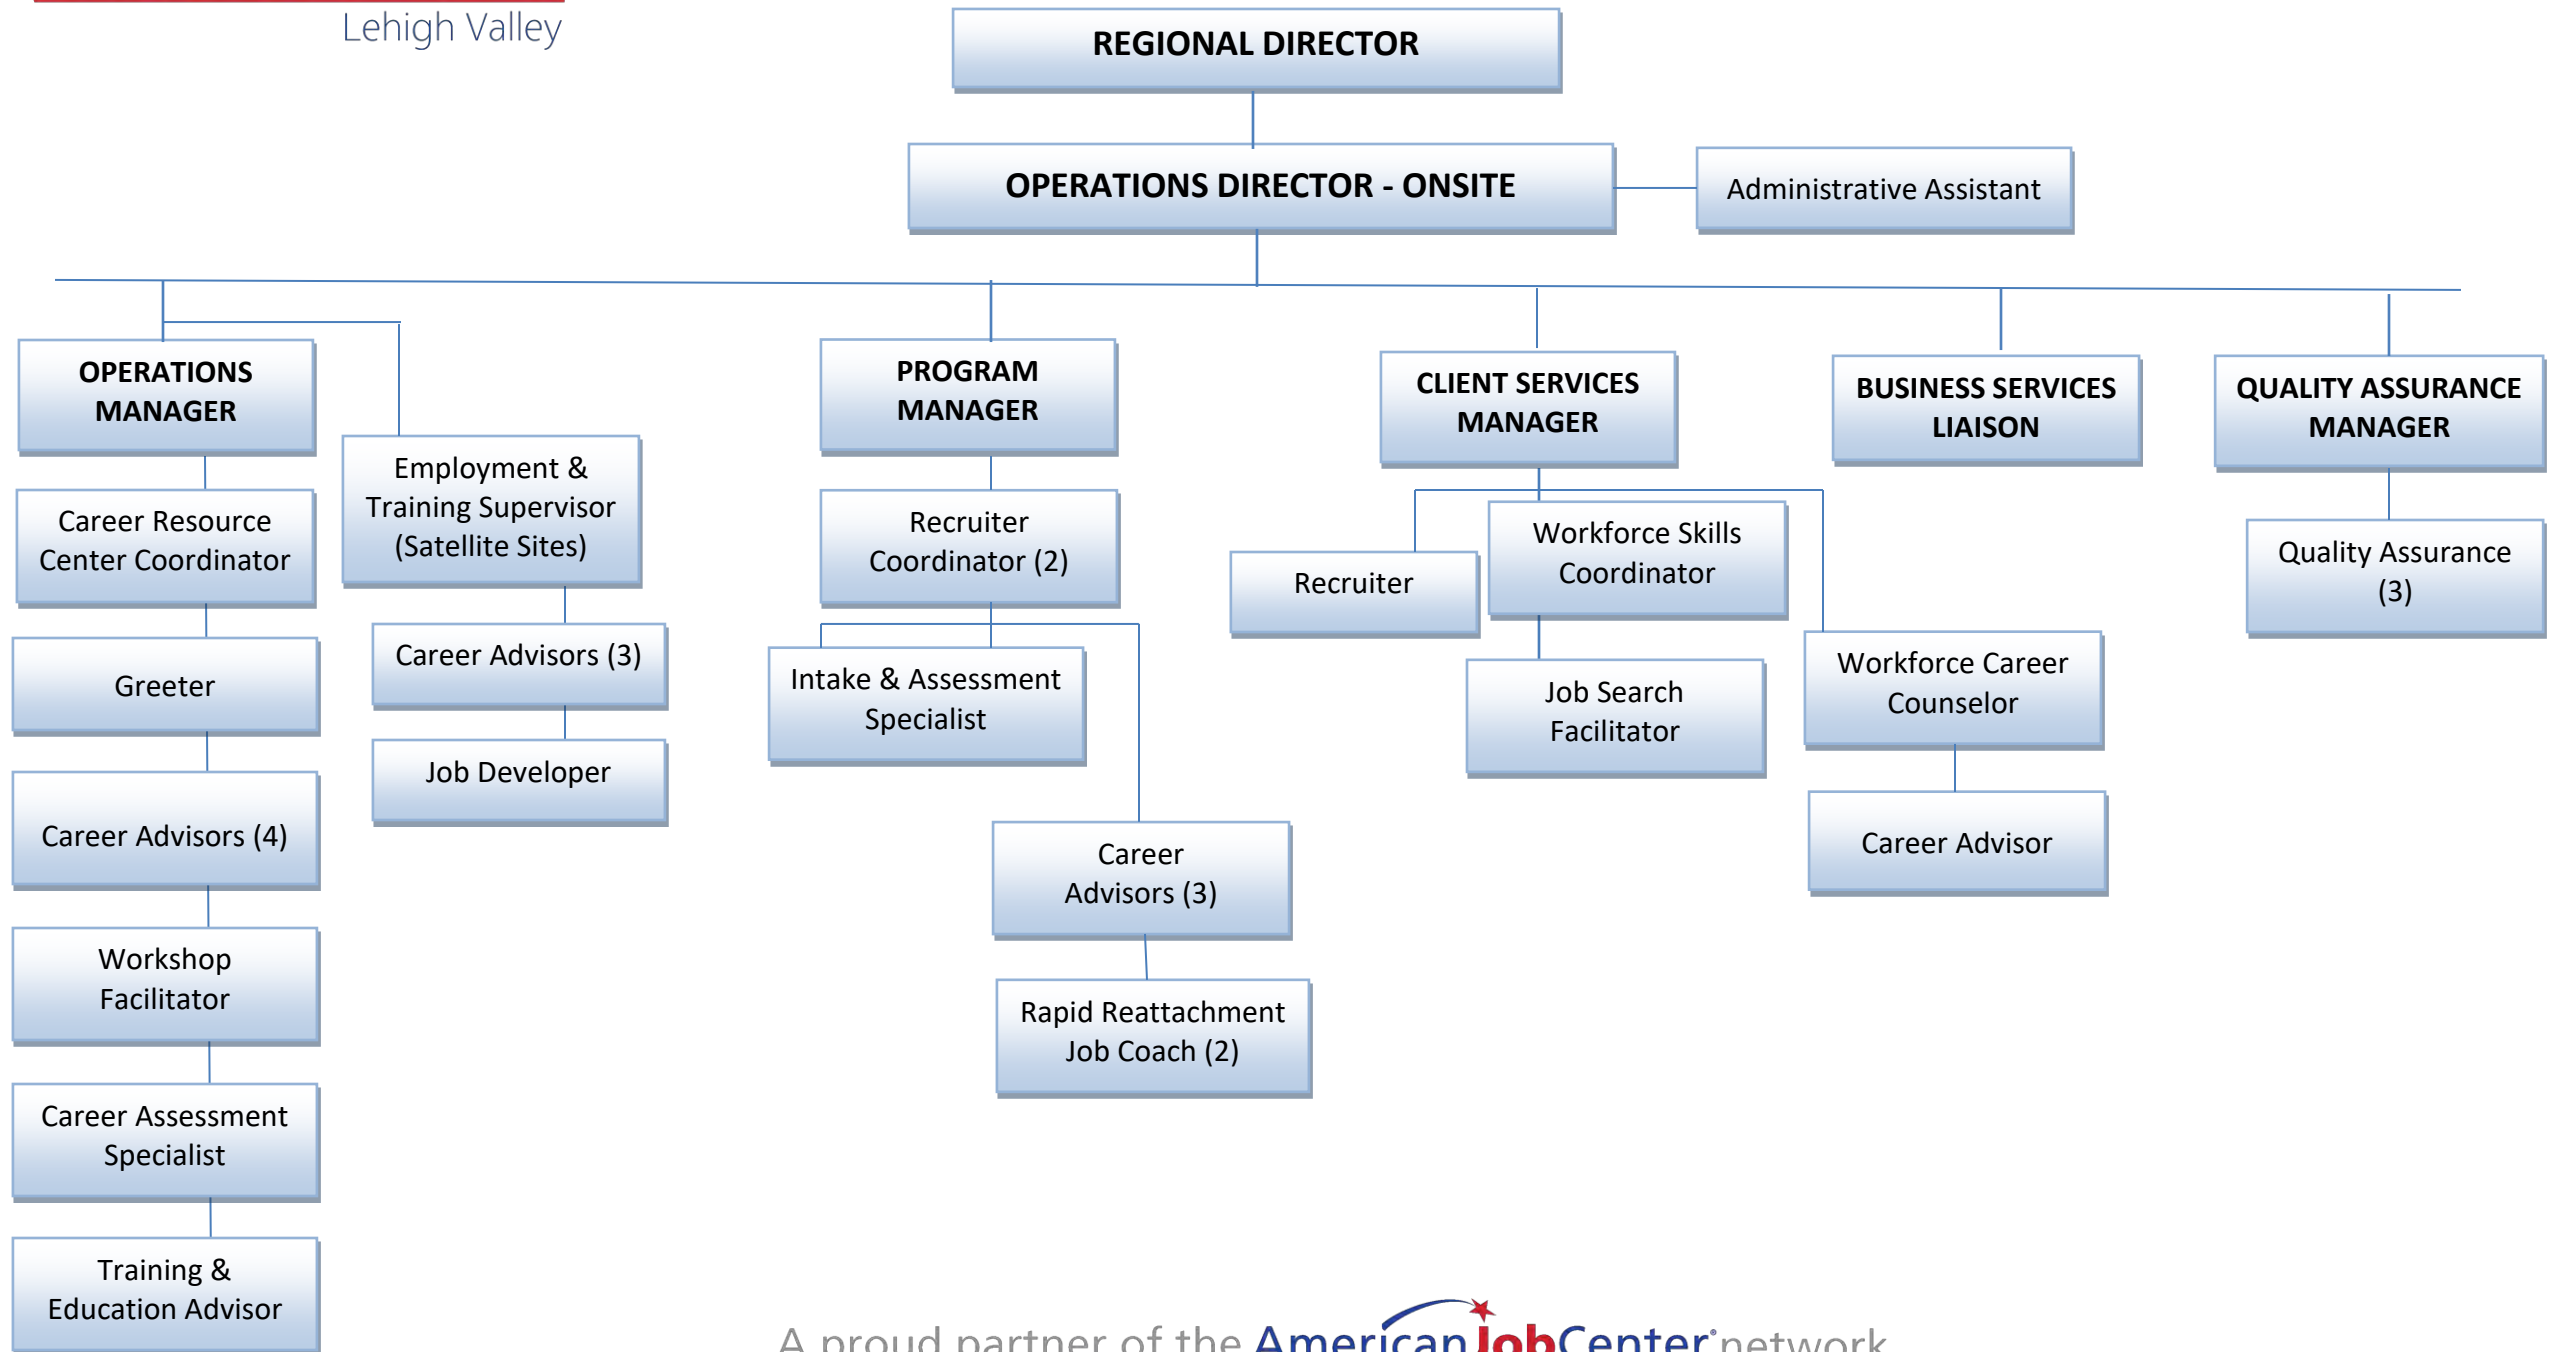 Lehigh Valley
REGIONAL DIRECTOR
OPERATIONS DIRECTOR - ONSITE
Administrative Assistant
OPERATIONS
MANAGER
Career Resource
Center Coordinator
Greeter
Career Advisors (4)
Workshop
Facilitator
Career Assessment
Specialist
Training &
Education Advisor
Employment &
Training Supervisor
(Satellite Sites)
Career Advisors (3)
Job Developer
PROGRAM
MANAGER
Recruiter
Coordinator (2)
Intake & Assessment
Specialist
Career
Advisors (3)
Rapid Reattachment
Job Coach (2)
CLIENT SERVICES
MANAGER
Recruiter
Workforce Skills
Coordinator
Job Search
Facilitator
Workforce Career
Counselor
Career Advisor
BUSINESS SERVICES
LIAISON
QUALITY ASSURANCE
MANAGER
Quality Assurance
(3)
A proud partner of the AmericanJobCenter® network